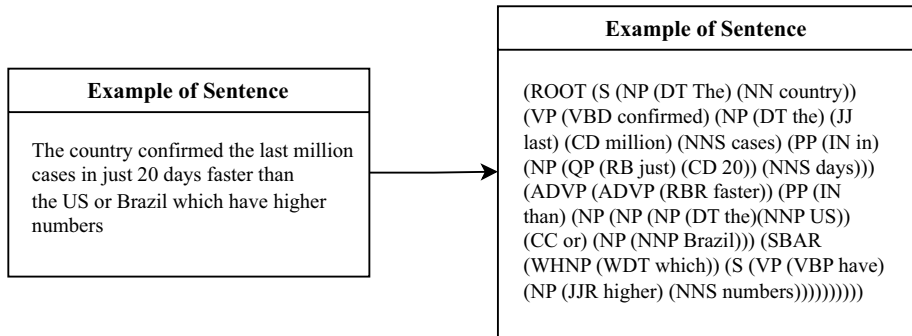 Example of Sentence
The country confirmed the last million
cases in just 20 days faster than
the US or Brazil which have higher
numbers
Example of Sentence
(ROOT (S (NP (DT The) (NN country))
(VP (VBD confirmed) (NP (DT the) (JJ
last) (CD million) (NNS cases) (PP (IN in)
(NP (QP (RB just) (CD 20)) (NNS days)))
(ADVP (ADVP (RBR faster)) (PP (IN
than) (NP (NP (NP (DT the)(NNP US))
(CC or) (NP (NNP Brazil))) (SBAR
(WHNP (WDT which)) (S (VP (VBP have)
(NP (JJR higher) (NNS numbers))))))))))